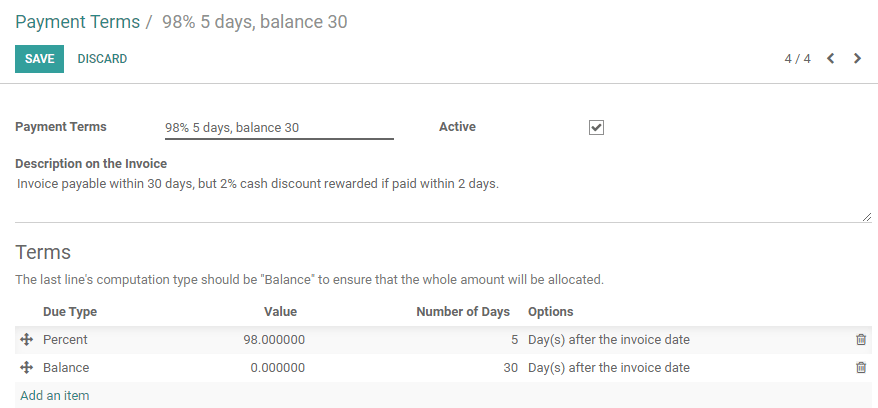 Payment Terms / 98% 5 days, balance 30
SAVE DISCARD 4 / 4
Payment Terms 98% 5 days, balance 30 Active
Description on the Invoice
Invoice payable within 30 days, but 2% cash discount rewarded if paid within 2 days.
Terms
The last line's computation type should be "Balance" to ensure that the whole amount will be allocated.
Due Type Value Number of Days Options
Percent 98.000000 5 Day(s) after the invoice date
Balance 0.000000 30 Day(s) after the invoice date
Add an item